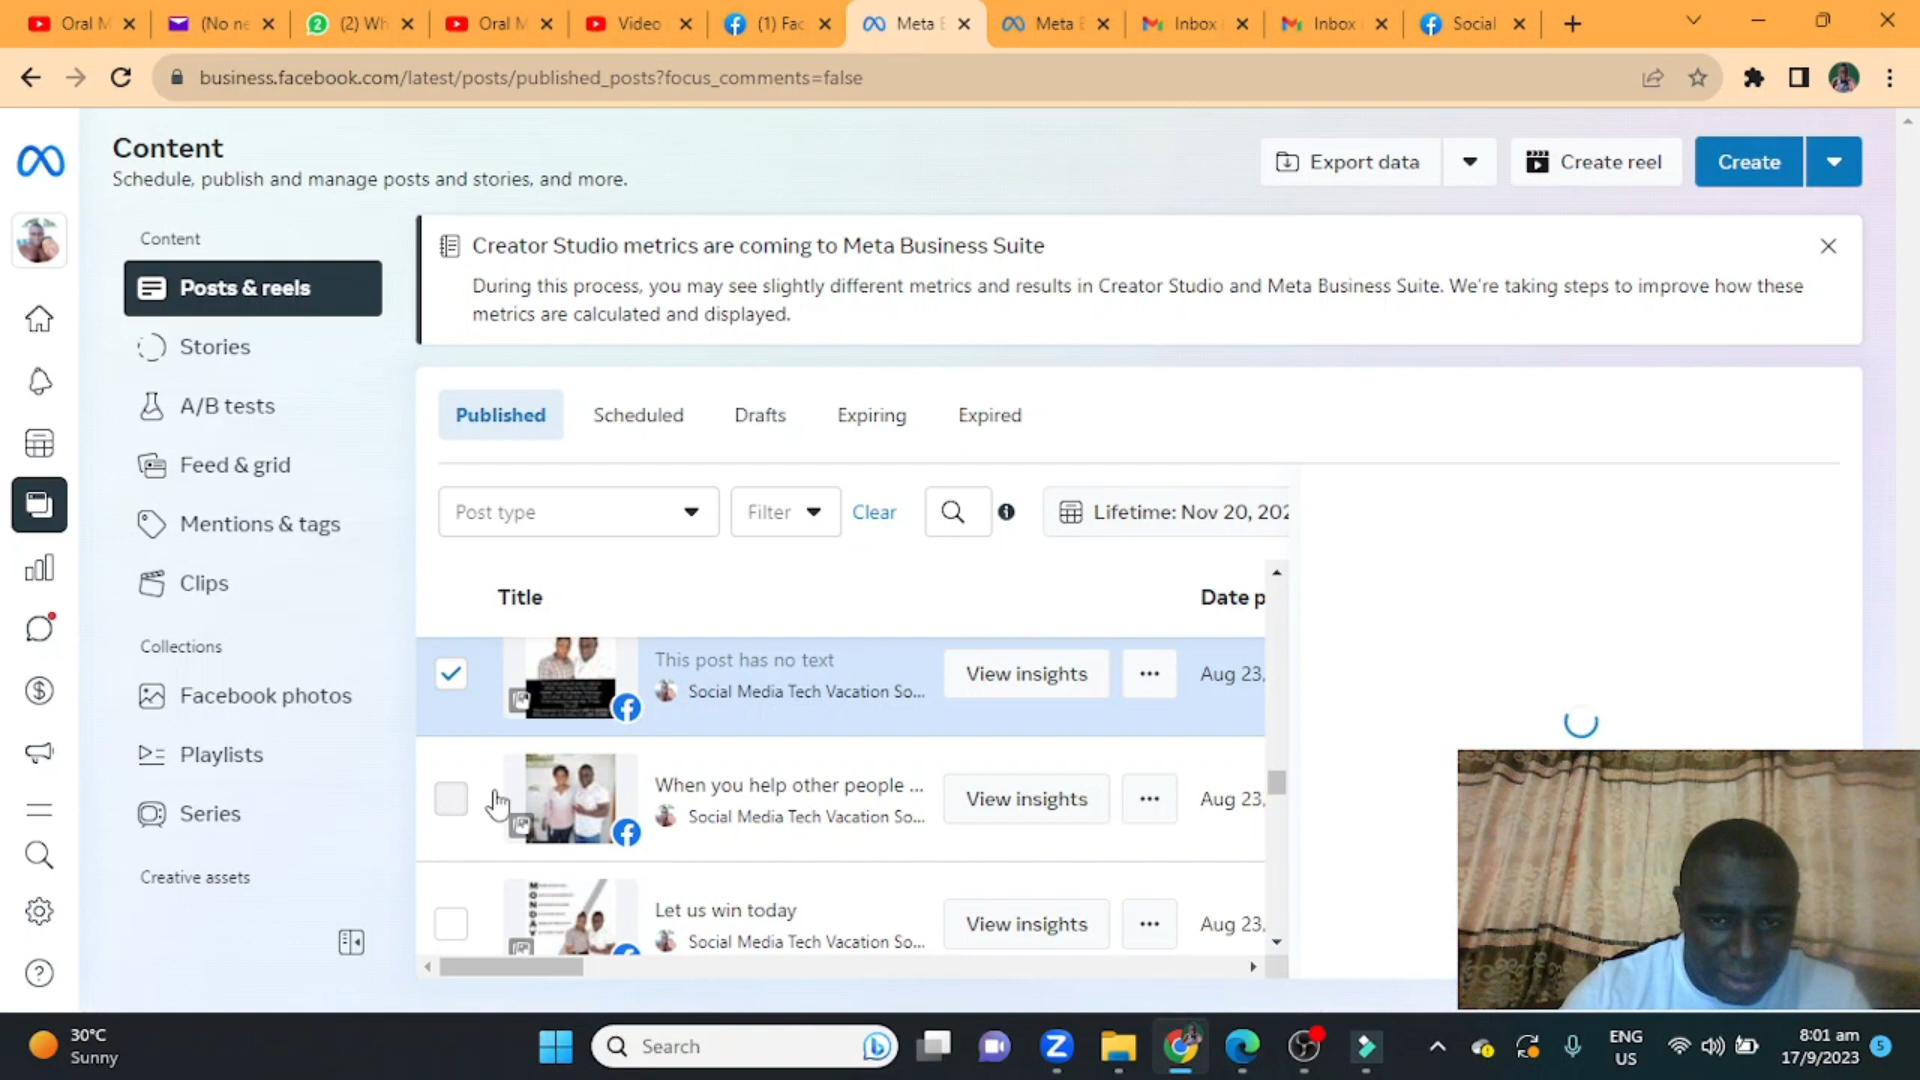 Oral M
(No ne
(2) Wh
Oral M
Video
(1) Fac
Meta B
Meta B
Inbox
Inbox
Social
business.facebook.com/latest/posts/published_posts?focus_comments=false
Content
Schedule, publish and manage posts and stories, and more.
Export data
Create reel
Create
Content
Posts & reels
Stories
A/B tests
Feed & grid
Mentions & tags
Clips
Collections
Facebook photos
Playlists
Series
Creative assets
Creator Studio metrics are coming to Meta Business Suite
During this process, you may see slightly different metrics and results in Creator Studio and Meta Business Suite. We're taking steps to improve how these
metrics are calculated and displayed.
Published
Scheduled
Drafts
Expiring
Expired
Post type
Filter
Clear
Lifetime: Nov 20, 202
Title
Date p
This post has no text
Social Media Tech Vacation So...
View insights
Aug 23,
When you help other people ...
Social Media Tech Vacation So...
View insights
Aug 23,
Let us win today
Social Media Tech Vacation So...
View insights
Aug 23,
MONDAY
30°C
Sunny
Search
ENG
US
8:01 am
17/9/2023
5